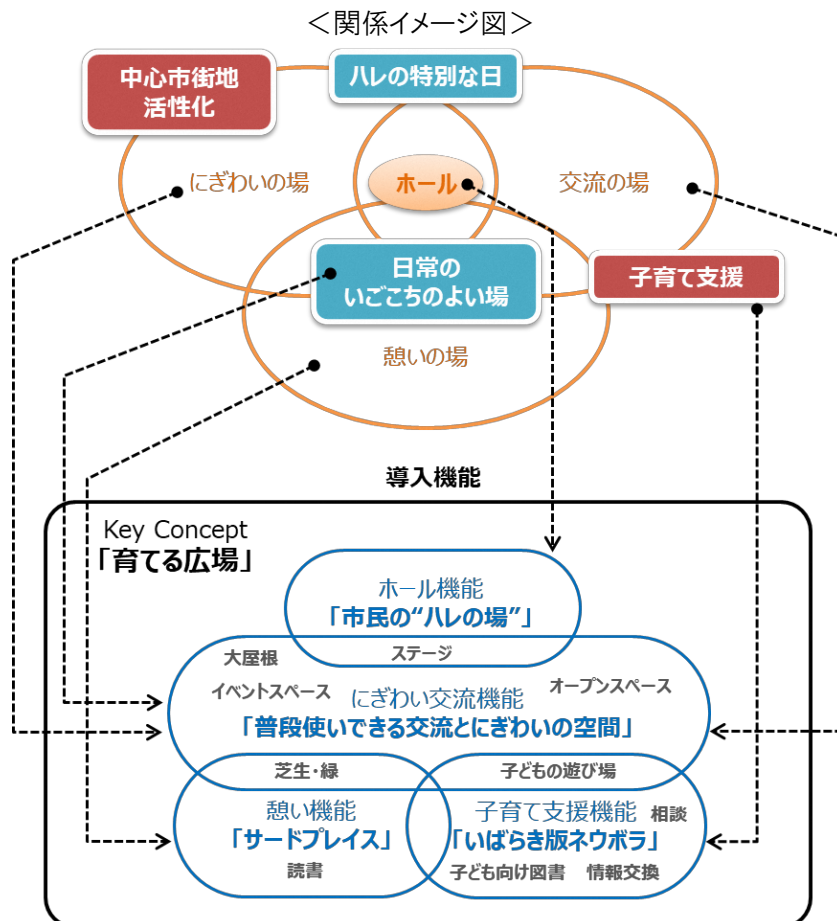 ＜関係イメージ図＞
中心市街地
活性化
ハレの特別な日
にぎわいの場
ホール
交流の場
日常の
いごこちのよい場
子育て支援
憩いの場
導入機能
Key Concept
「育てる広場」
ホール機能
「市民の“ハレの場”」
大屋根
ステージ
イベントスペース
にぎわい交流機能
オープンスペース
「普段使いできる交流とにぎわいの空間」
芝生・緑
子どもの遊び場
憩い機能
「サードプレイス」
読書
子育て支援機能
相談
「いばらき版ネウボラ」
子ども向け図書
情報交換